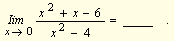 lim x→0 (x² + x − 6)/(x² − 4) = _____ .